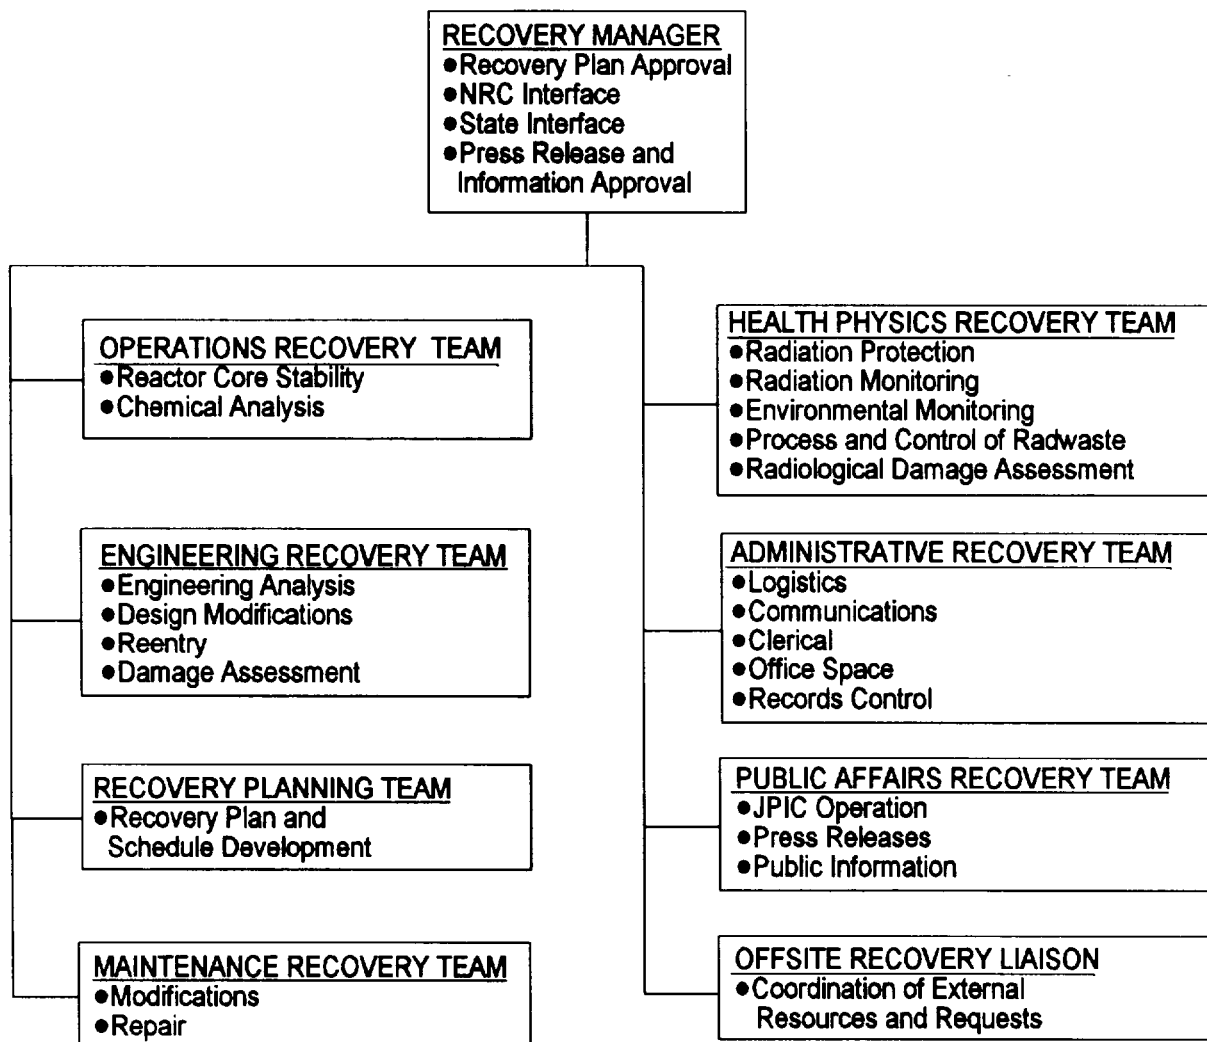 RECOVERY MANAGER
●Recovery Plan Approval
●NRC Interface
●State Interface
●Press Release and
Information Approval
OPERATIONS RECOVERY TEAM
●Reactor Core Stability
●Chemical Analysis
ENGINEERING RECOVERY TEAM
●Engineering Analysis
●Design Modifications
●Reentry
●Damage Assessment
RECOVERY PLANNING TEAM
●Recovery Plan and
Schedule Development
MAINTENANCE RECOVERY TEAM
●Modifications
●Repair
HEALTH PHYSICS RECOVERY TEAM
●Radiation Protection
●Radiation Monitoring
●Environmental Monitoring
●Process and Control of Radwaste
●Radiological Damage Assessment
ADMINISTRATIVE RECOVERY TEAM
●Logistics
●Communications
●Clerical
●Office Space
●Records Control
PUBLIC AFFAIRS RECOVERY TEAM
●JPIC Operation
●Press Releases
●Public Information
OFFSITE RECOVERY LIAISON
●Coordination of External
Resources and Requests